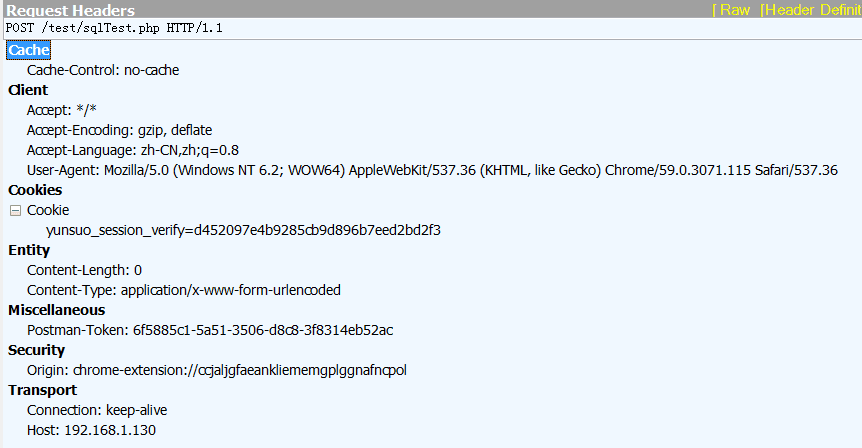 Request Headers [ Raw [Header Definit
POST /test/sqlTest.php HTTP/1.1
Cache
Cache-Control: no-cache
Client
Accept: */*
Accept-Encoding: gzip, deflate
Accept-Language: zh-CN,zh;q=0.8
User-Agent: Mozilla/5.0 (Windows NT 6.2; WOW64) AppleWebKit/537.36 (KHTML, like Gecko) Chrome/59.0.3071.115 Safari/537.36
Cookies
Cookie
yunsuo_session_verify=d452097e4b9285cb9d896b7eed2bd2f3
Entity
Content-Length: 0
Content-Type: application/x-www-form-urlencoded
Miscellaneous
Postman-Token: 6f5885c1-5a51-3506-d8c8-3f8314eb52ac
Security
Origin: chrome-extension://ccjaljgfaeankliememgplggnafncpol
Transport
Connection: keep-alive
Host: 192.168.1.130